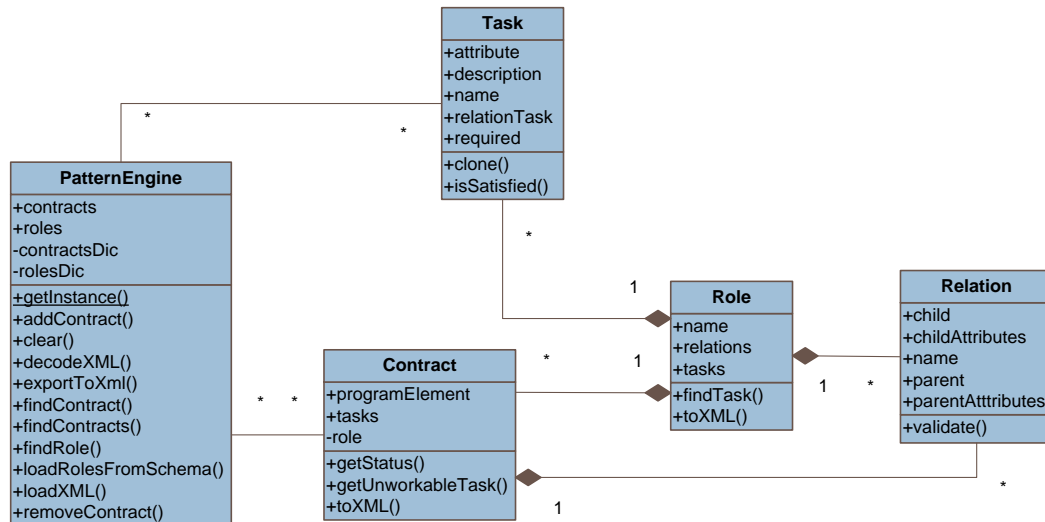 Task
+attribute
+description
+name
+relationTask
+required
+clone()
+isSatisfied()
*
*
PatternEngine
+contracts
+roles
-contractsDic
-rolesDic
+getInstance()
+addContract()
+clear()
+decodeXML()
+exportToXml()
+findContract()
+findContracts()
+findRole()
+loadRolesFromSchema()
+loadXML()
+removeContract()
*
1
Role
+name
+relations
+tasks
+findTask()
+toXML()
Relation
+child
+childAttributes
+name
+parent
+parentAtttributes
+validate()
1
*
*
1
Contract
+programElement
+tasks
-role
+getStatus()
+getUnworkableTask()
+toXML()
*
*
1
*